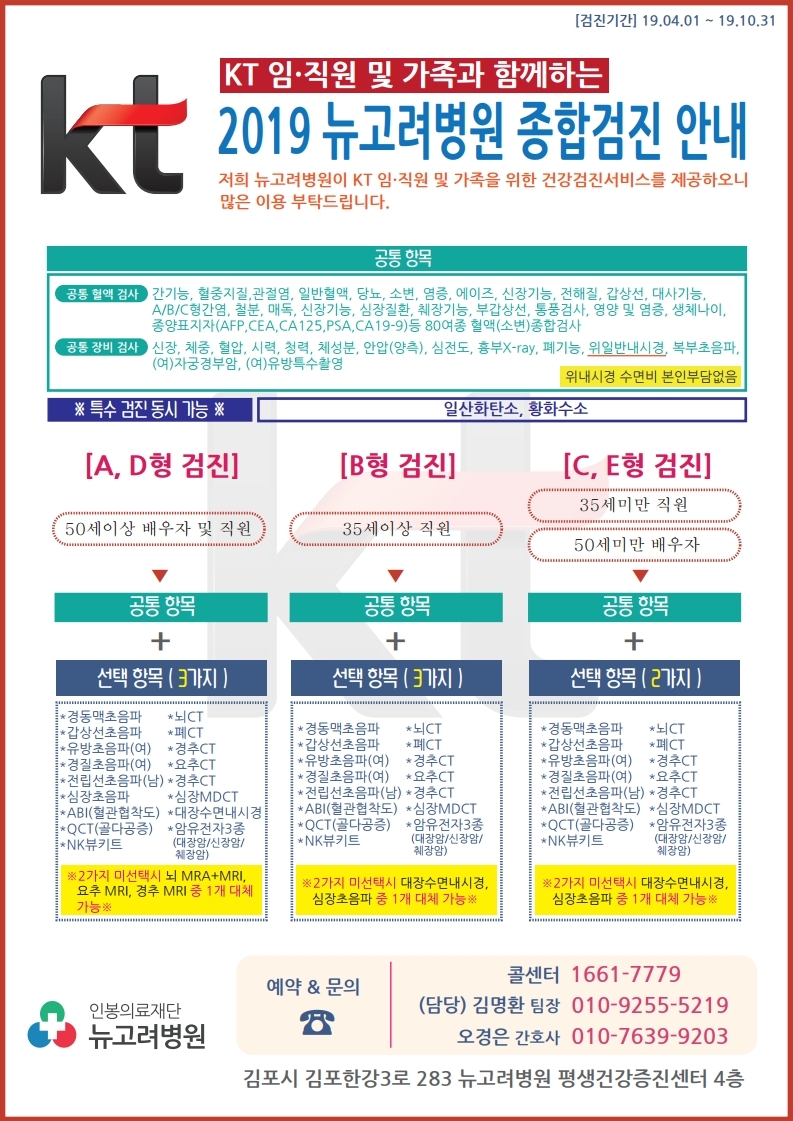 [검진기간] 19.04.01 ~ 19.10.31
kt
KT 임·직원 및 가족과 함께하는
2019 뉴고려병원 종합검진 안내
저희 뉴고려병원이 KT 임·직원 및 가족을 위한 건강검진서비스를 제공하오니
많은 이용 부탁드립니다.
공통 항목
공통 혈액 검사 간기능, 혈중지질,관절염, 일반혈액, 당뇨, 소변, 염증, 에이즈, 신장기능, 전해질, 갑상선, 대사기능,
A/B/C형간염, 철분, 매독, 신장기능, 심장질환, 췌장기능, 부갑상선, 통풍검사, 영양 및 염증, 생체나이,
종양표지자(AFP,CEA,CA125,PSA,CA19-9)등 80여종 혈액(소변)종합검사
공통 장비 검사 신장, 체중, 혈압, 시력, 청력, 체성분, 안압(양측), 심전도, 흉부X-ray, 폐기능, 위일반내시경, 복부초음파,
(여)자궁경부암, (여)유방특수촬영
위내시경 수면비 본인부담없음
※ 특수 검진 동시 가능 ※ 일산화탄소, 황화수소
[A, D형 검진]
50세이상 배우자 및 직원
▼
공통 항목
+
선택 항목 ( 3가지 )
*경동맥초음파 *뇌CT
*갑상선초음파 *폐CT
*유방초음파(여) *경추CT
*경질초음파(여) *요추CT
*전립선초음파(남) *경추CT
*심장초음파 *심장MDCT
*ABI(혈관협착도) *대장수면내시경
*QCT(골다공증) *암유전자3종
*NK뷰키트 (대장암/신장암/
췌장암)
※2가지 미선택시 뇌 MRA+MRI,
요추 MRI, 경추 MRI 중 1개 대체
가능※
[B형 검진]
35세이상 직원
▼
공통 항목
+
선택 항목 ( 3가지 )
*경동맥초음파 *뇌CT
*갑상선초음파 *폐CT
*유방초음파(여) *경추CT
*경질초음파(여) *요추CT
*전립선초음파(남) *경추CT
*ABI(혈관협착도) *심장MDCT
*QCT(골다공증) *암유전자3종
*NK뷰키트 (대장암/신장암/
췌장암)
※2가지 미선택시 대장수면내시경,
심장초음파 중 1개 대체 가능※
[C, E형 검진]
35세미만 직원
50세미만 배우자
▼
공통 항목
+
선택 항목 ( 2가지 )
*경동맥초음파 *뇌CT
*갑상선초음파 *폐CT
*유방초음파(여) *경추CT
*경질초음파(여) *요추CT
*전립선초음파(남) *경추CT
*ABI(혈관협착도) *심장MDCT
*QCT(골다공증) *암유전자3종
*NK뷰키트 (대장암/신장암/
췌장암)
※2가지 미선택시 대장수면내시경,
심장초음파 중 1개 대체 가능※
인봉의료재단
뉴고려병원
예약 & 문의
☎
콜센터 1661-7779
(담당) 김명환 팀장 010-9255-5219
오경은 간호사 010-7639-9203
김포시 김포한강3로 283 뉴고려병원 평생건강증진센터 4층